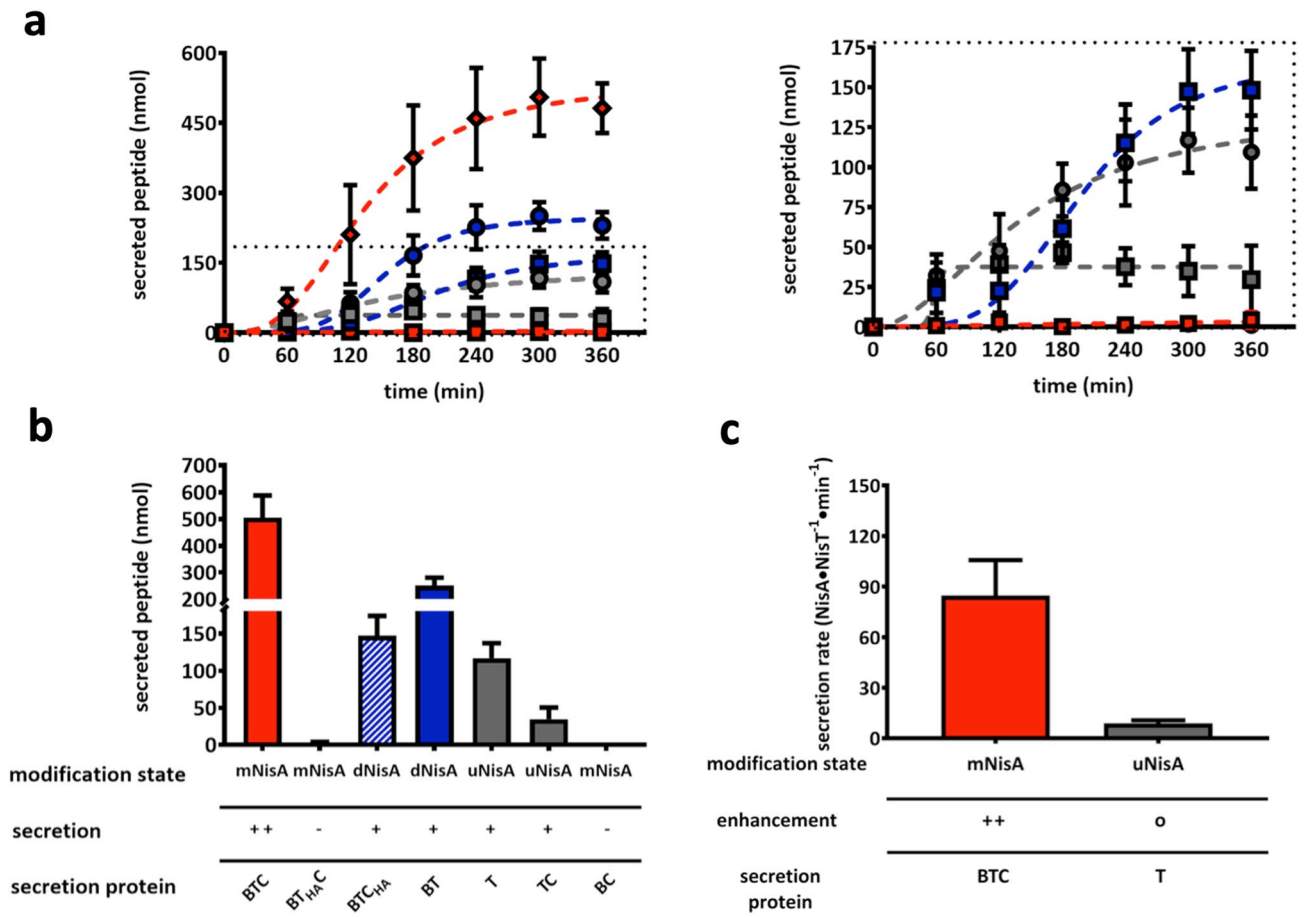 a
secreted peptide (nmol)
600
450
300
150
0
0 60 120 180 240 300 360
time (min)
secreted peptide (nmol)
175
150
125
100
75
50
25
0
0 60 120 180 240 300 360
time (min)
b
secreted peptide (nmol)
700
600
500
400
300
200
150
100
50
0
modification state mNisA mNisA dNisA dNisA uNisA uNisA mNisA
secretion ++ - + + + + -
secretion protein BTC BT_HA C BTC_HA BT T TC BC
c
secretion rate (NisA•NisT⁻¹•min⁻¹)
150
120
90
60
30
0
modification state mNisA uNisA
enhancement ++ o
secretion BTC T
protein